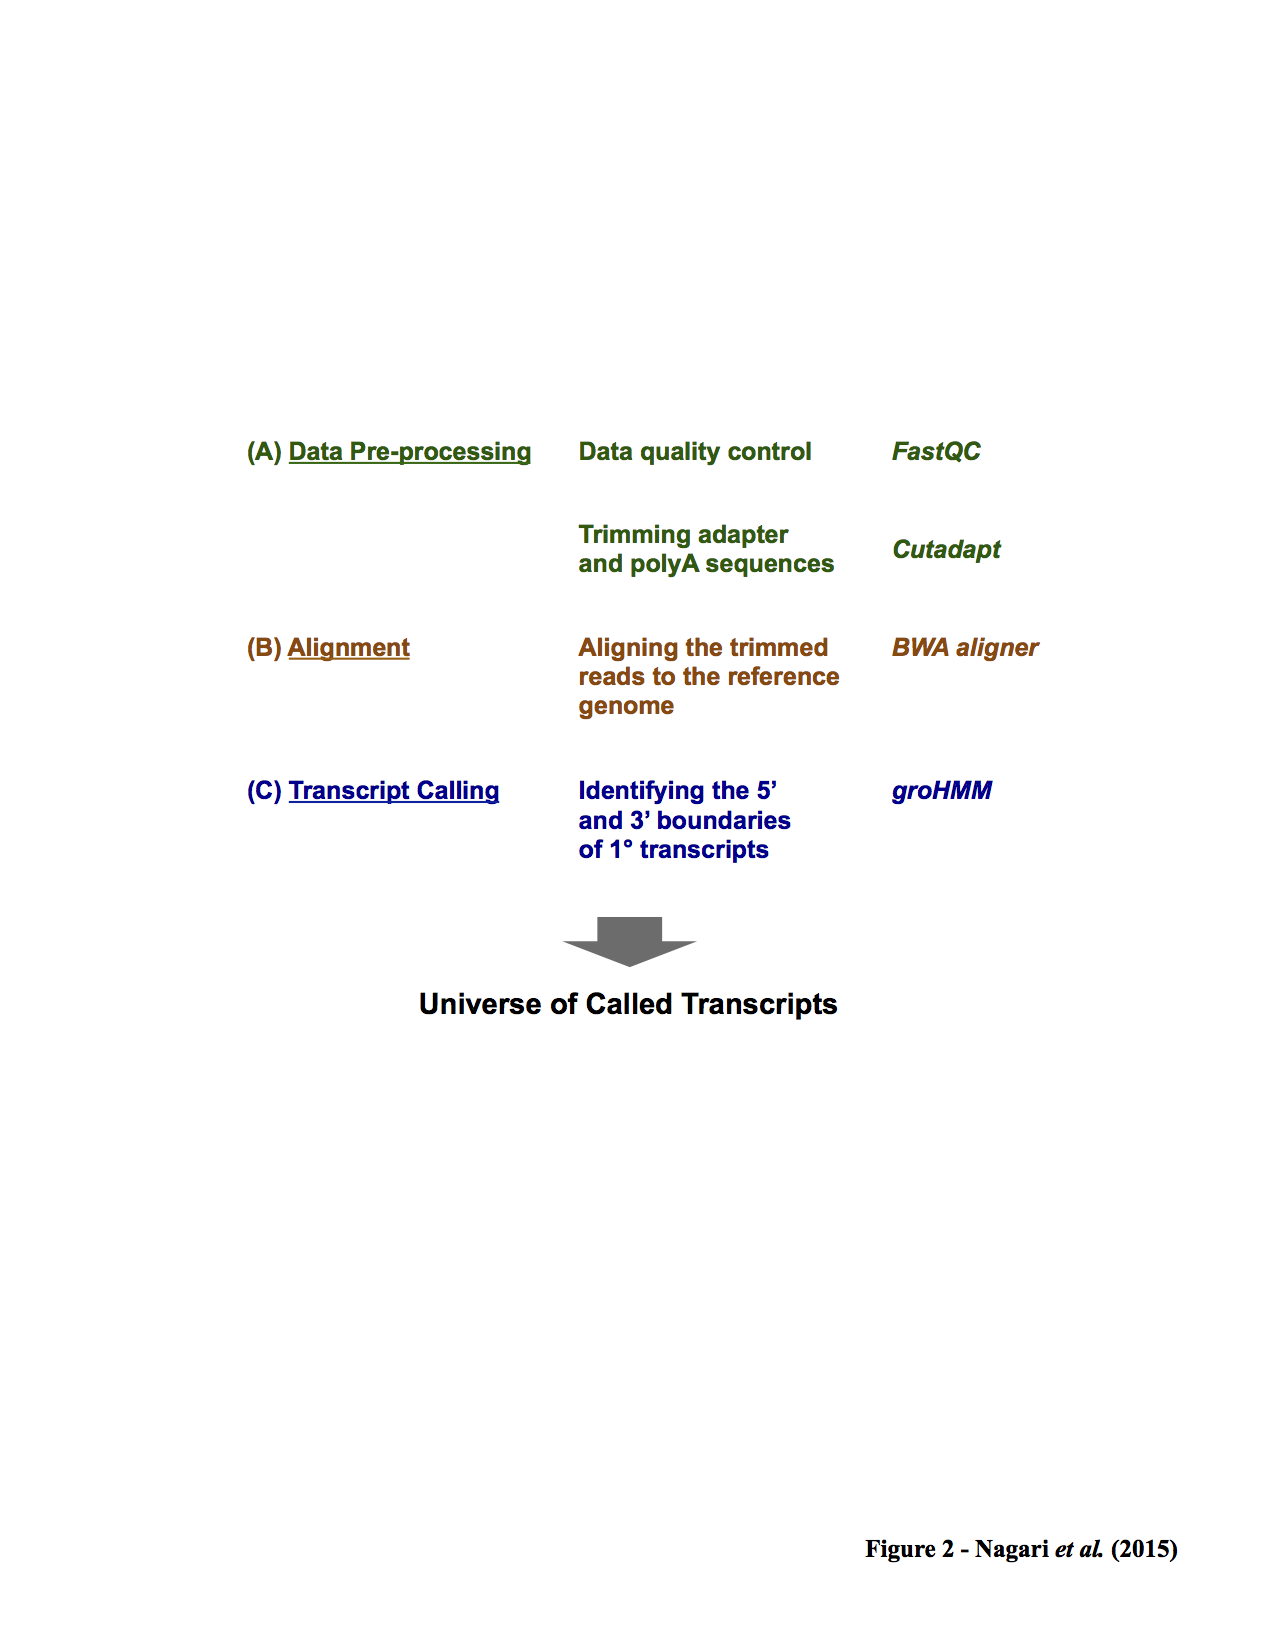 (A) Data Pre-processing Data quality control FastQC
Trimming adapter
and polyA sequences
Cutadapt
(B) Alignment Aligning the trimmed BWA aligner
reads to the reference
genome
(C) Transcript Calling Identifying the 5’ groHMM
and 3’ boundaries
of 1° transcripts
Universe of Called Transcripts
Figure 2 - Nagari et al. (2015)